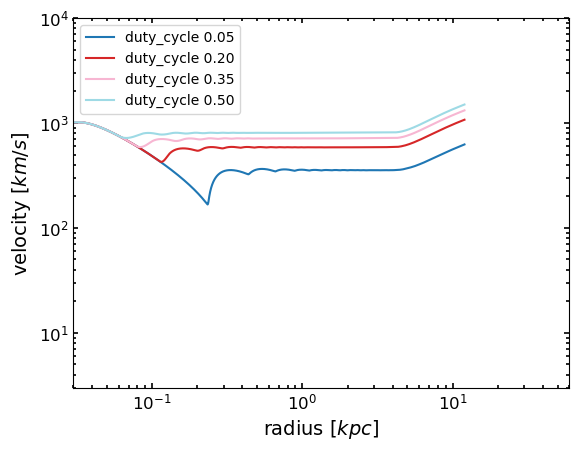 10^4
10^3
10^2
10^1
velocity [km/s]
duty_cycle 0.05
duty_cycle 0.20
duty_cycle 0.35
duty_cycle 0.50
10^−1
10^0
10^1
radius [kpc]